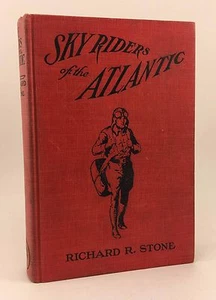 SKY RIDERS
of the
ATLANTIC
RICHARD R. STONE